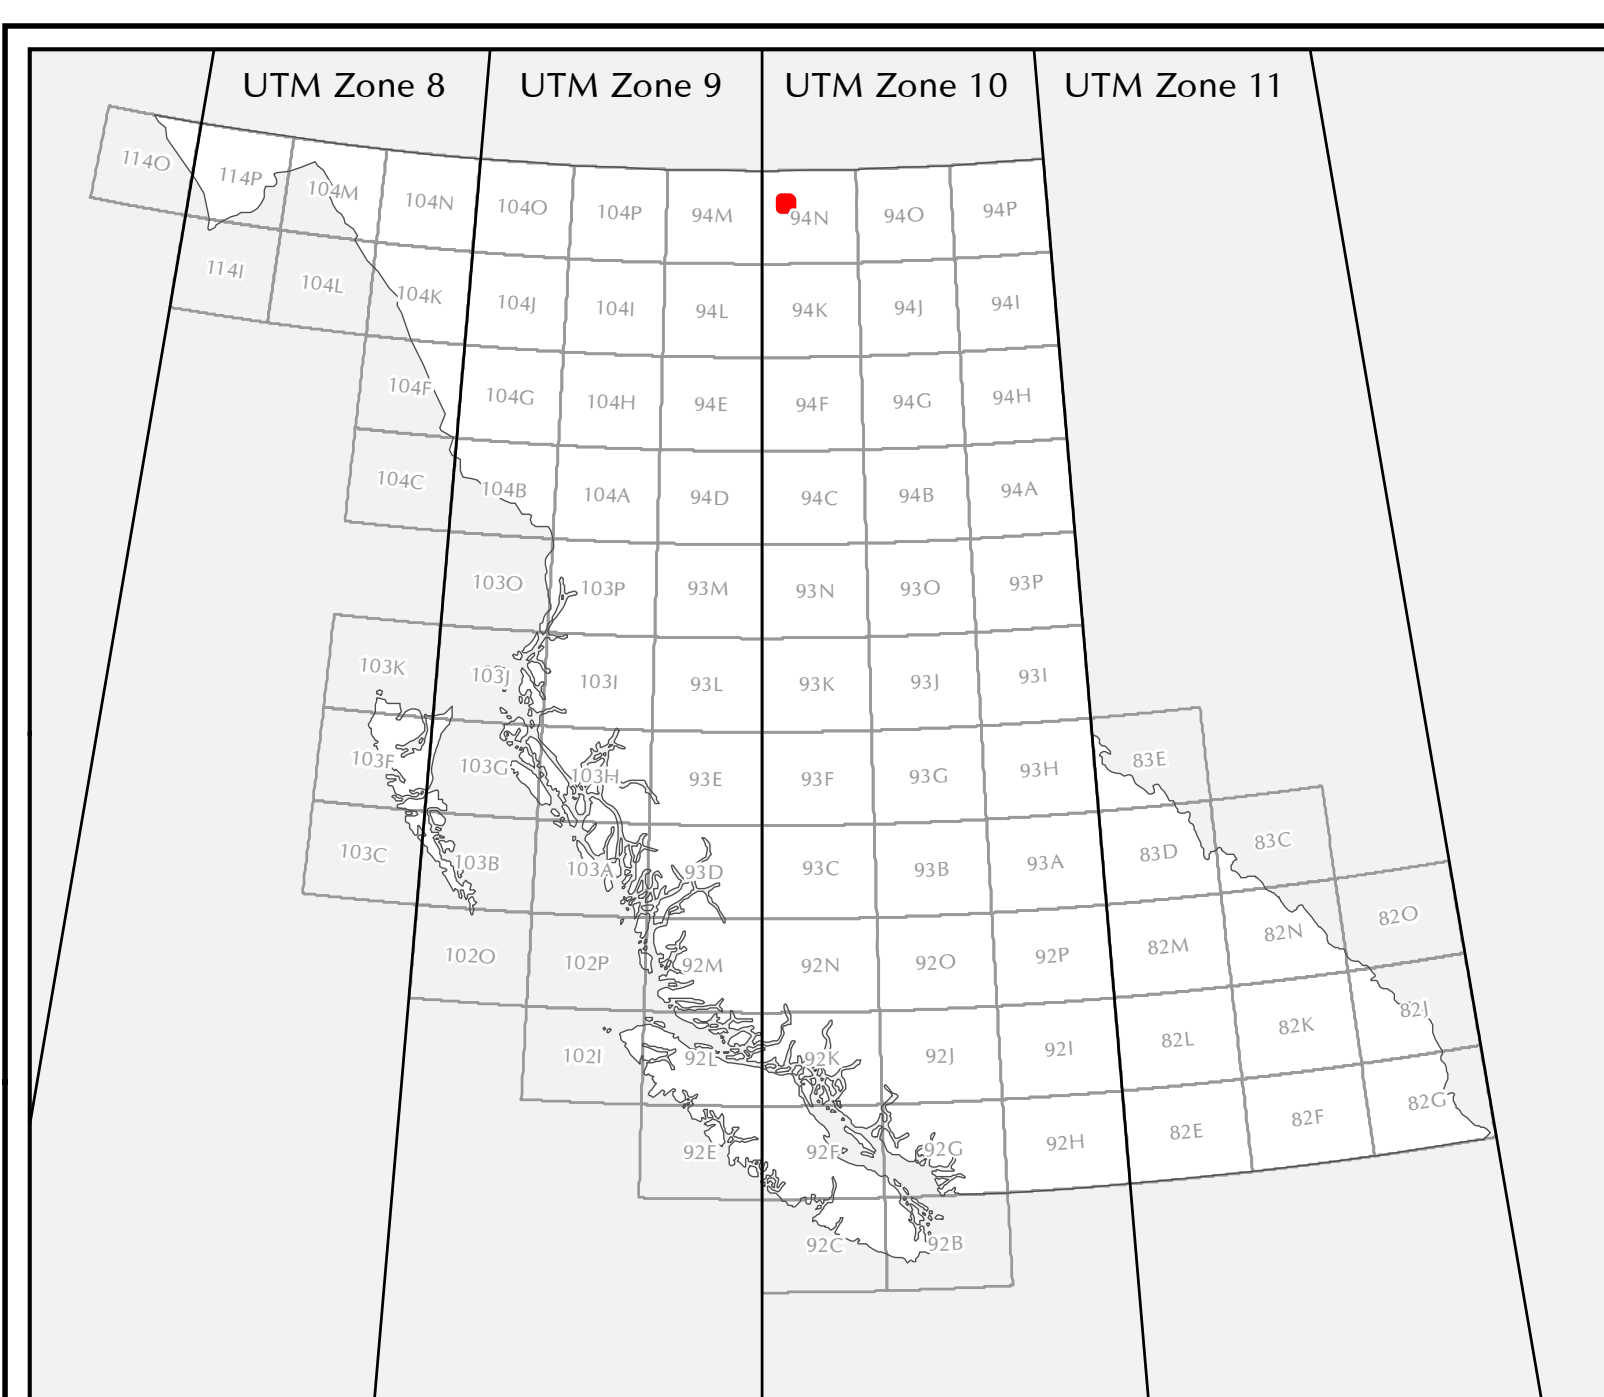 UTM Zone 8 UTM Zone 9 UTM Zone 10 UTM Zone 11
114O 114P 104M 104N 104O 104P 94M 94N 94O 94P
114I 104L 104K 104J 104I 94L 94K 94J 94I
104F 104G 104H 94E 94F 94G 94H
104C 104B 104A 94D 94C 94B 94A
103O 103P 93M 93N 93O 93P
103K 103J 103I 93L 93K 93J 93I
103F 103G 103H 93E 93F 93G 93H 83E
103C 103B 103A 93D 93C 93B 93A 83D 83C
102O 102P 92M 92N 92O 92P 82M 82N 82O
102I 92L 92K 92J 92I 82L 82K 82J
92E 92F 92G 92H 82E 82F 82G
92C 92B